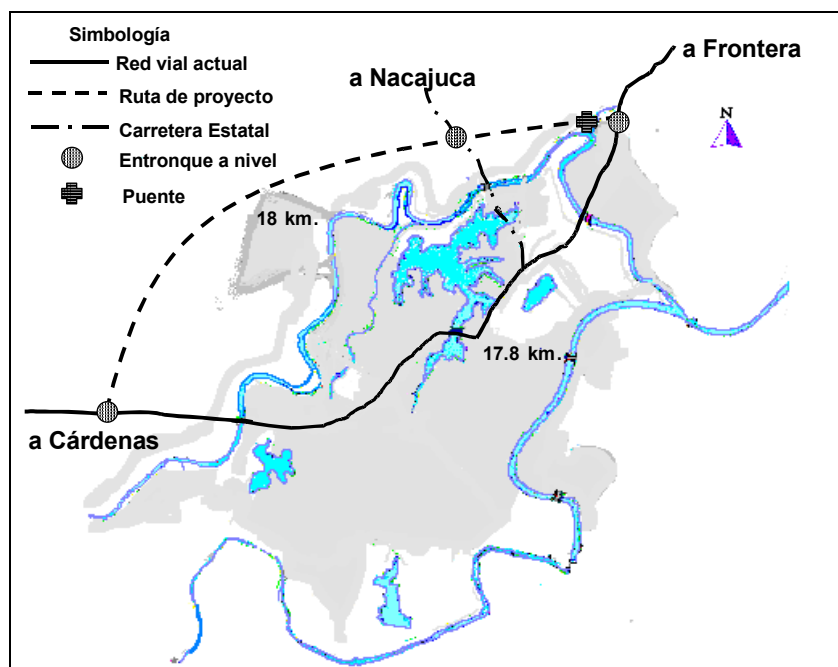 Simbología
Red vial actual
Ruta de proyecto
Carretera Estatal
Entronque a nivel
Puente
a Frontera
a Nacajuca
N
18 km.
17.8 km.
a Cárdenas